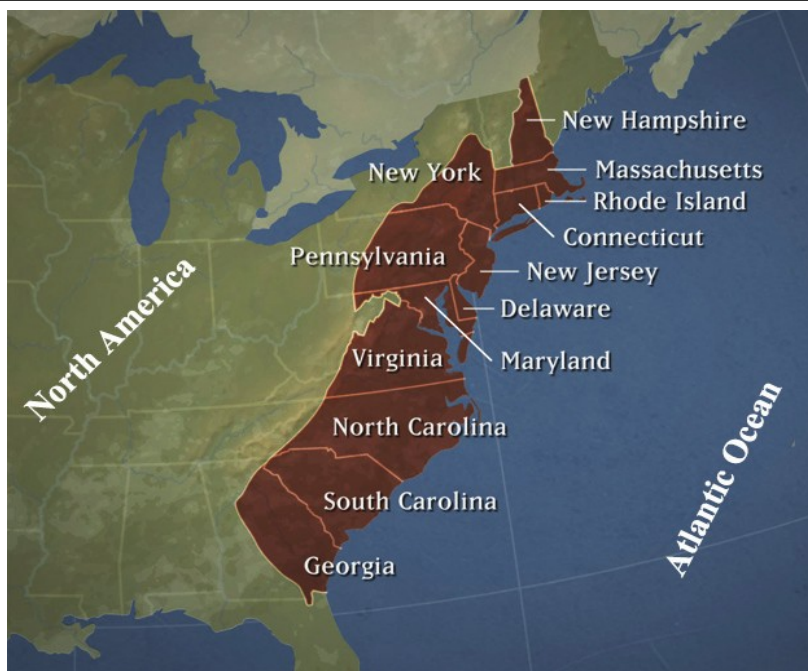 New Hampshire
New York
Massachusetts
Rhode Island
Connecticut
Pennsylvania
New Jersey
North America
Delaware
Virginia
Maryland
North Carolina
Atlantic Ocean
South Carolina
Georgia